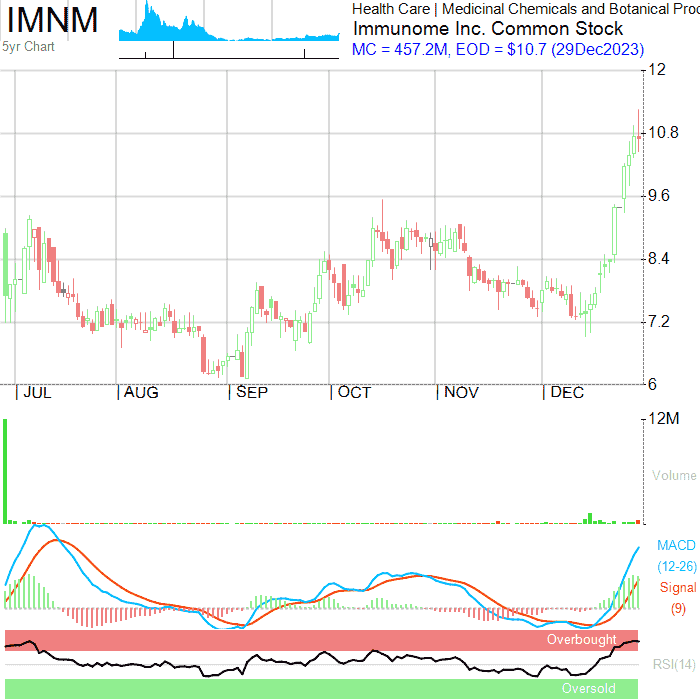 IMNM
5yr Chart
Health Care | Medicinal Chemicals and Botanical Proc
Immunome Inc. Common Stock
MC = 457.2M, EOD = $10.7 (29Dec2023)
12
10.8
9.6
8.4
7.2
6
JUL AUG SEP OCT NOV DEC
12M
Volume
MACD
(12-26)
Signal
(9)
Overbought
RSI(14)
Oversold